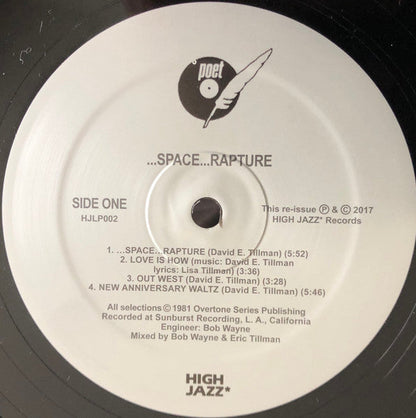 poet
...SPACE...RAPTURE
SIDE ONE
HJLP002
This re-issue Ⓟ & © 2017
HIGH JAZZ* Records
1. ...SPACE...RAPTURE (David E. Tillman) (5:52)
2. LOVE IS HOW (music: David E. Tillman
lyrics: Lisa Tillman) (3:36)
3. OUT WEST (David E. Tillman) (3:28)
4. NEW ANNIVERSARY WALTZ (David E. Tillman) (5:46)
All selections © 1981 Overtone Series Publishing
Recorded at Sunburst Recording, L. A., California
Engineer: Bob Wayne
Mixed by Bob Wayne & Eric Tillman
HIGH
JAZZ*